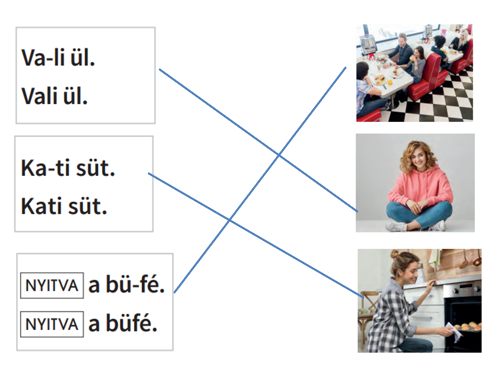 Va-li ül.
Vali ül.
Ka-ti süt.
Kati süt.
NYITVA a bü-fé.
NYITVA a büfé.